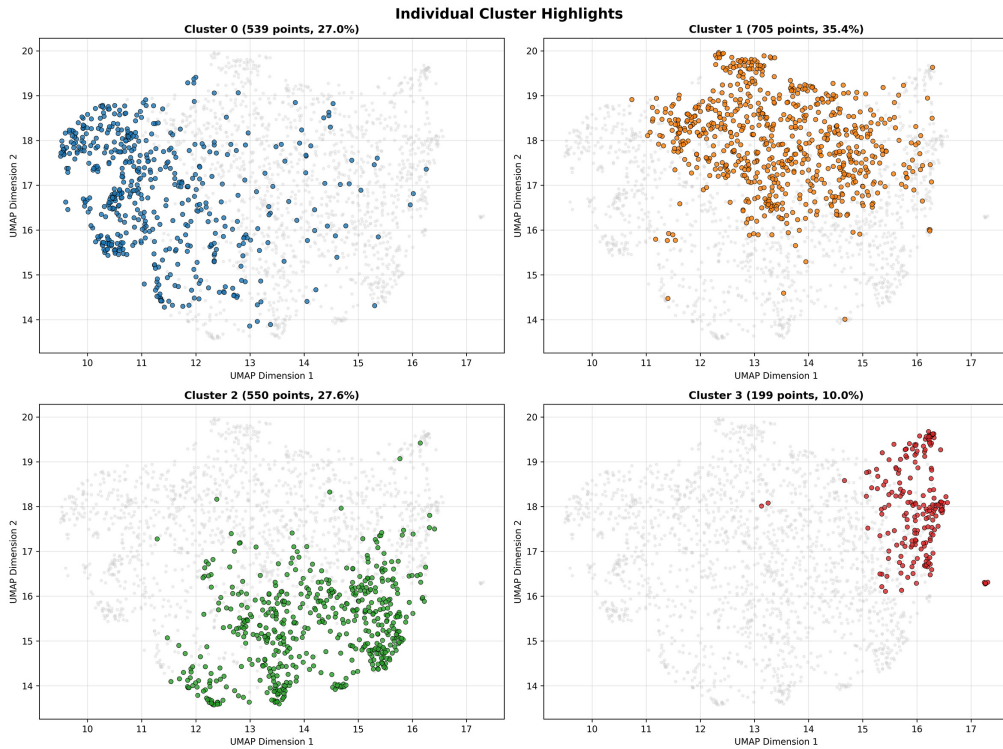 Individual Cluster Highlights
Cluster 0 (539 points, 27.0%)
20
19
18
17
16
15
14
UMAP Dimension 2
10 11 12 13 14 15 16 17
UMAP Dimension 1
Cluster 1 (705 points, 35.4%)
20
19
18
17
16
15
14
UMAP Dimension 2
10 11 12 13 14 15 16 17
UMAP Dimension 1
Cluster 2 (550 points, 27.6%)
20
19
18
17
16
15
14
UMAP Dimension 2
10 11 12 13 14 15 16 17
UMAP Dimension 1
Cluster 3 (199 points, 10.0%)
20
19
18
17
16
15
14
UMAP Dimension 2
10 11 12 13 14 15 16 17
UMAP Dimension 1